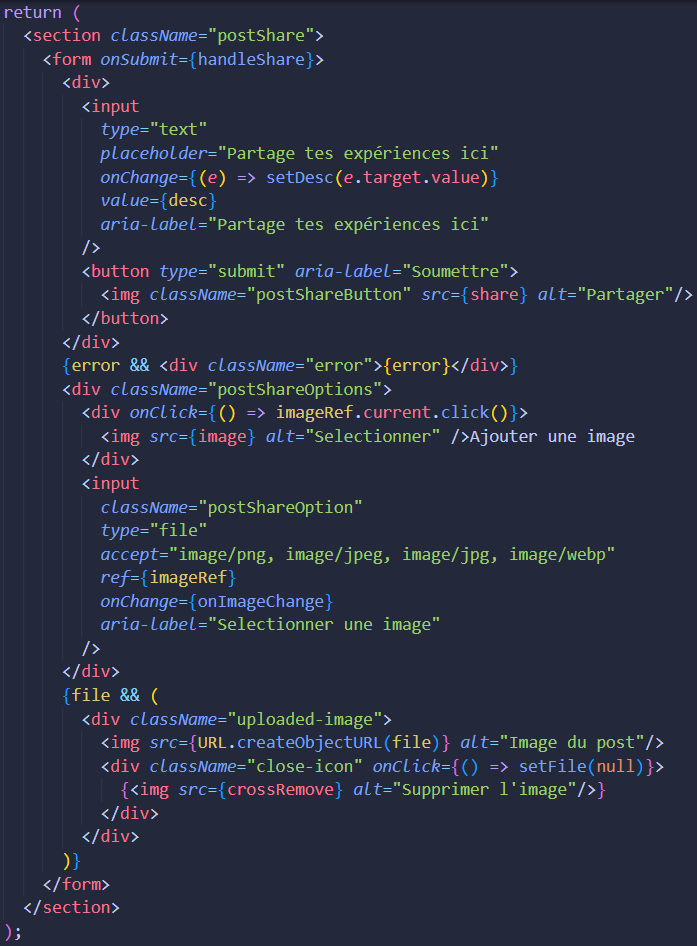 return (
<section className="postShare">
<form onSubmit={handleShare}>
<div>
<input
type="text"
placeholder="Partage tes expériences ici"
onChange={(e) => setDesc(e.target.value)}
value={desc}
aria-label="Partage tes expériences ici"
/>
<button type="submit" aria-label="Soumettre">
<img className="postShareButton" src={share} alt="Partager"/>
</button>
</div>
{error && <div className="error">{error}</div>}
<div className="postShareOptions">
<div onClick={() => imageRef.current.click()}>
<img src={image} alt="Selectionner" />Ajouter une image
</div>
<input
className="postShareOption"
type="file"
accept="image/png, image/jpeg, image/jpg, image/webp"
ref={imageRef}
onChange={onImageChange}
aria-label="Selectionner une image"
/>
</div>
{file && (
<div className="uploaded-image">
<img src={URL.createObjectURL(file)} alt="Image du post"/>
<div className="close-icon" onClick={() => setFile(null)}>
{<img src={crossRemove} alt="Supprimer l'image"/>}
</div>
</div>
)}
</form>
</section>
);